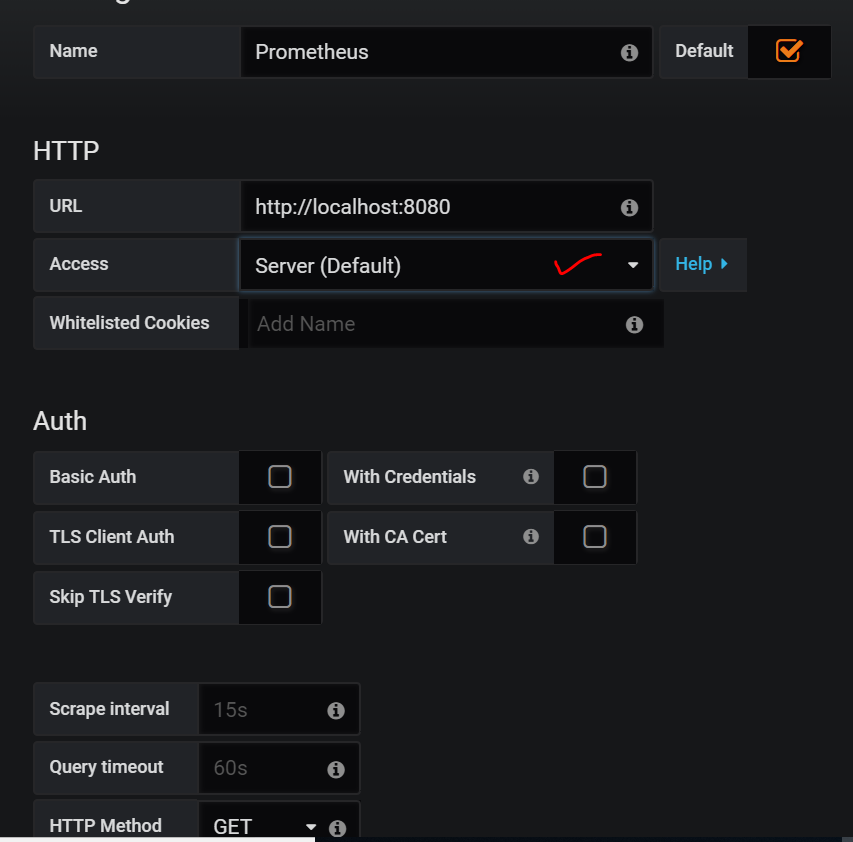 Name Prometheus Default
HTTP
URL http://localhost:8080
Access Server (Default) Help
Whitelisted Cookies Add Name
Auth
Basic Auth With Credentials
TLS Client Auth With CA Cert
Skip TLS Verify
Scrape interval 15s
Query timeout 60s
HTTP Method GET